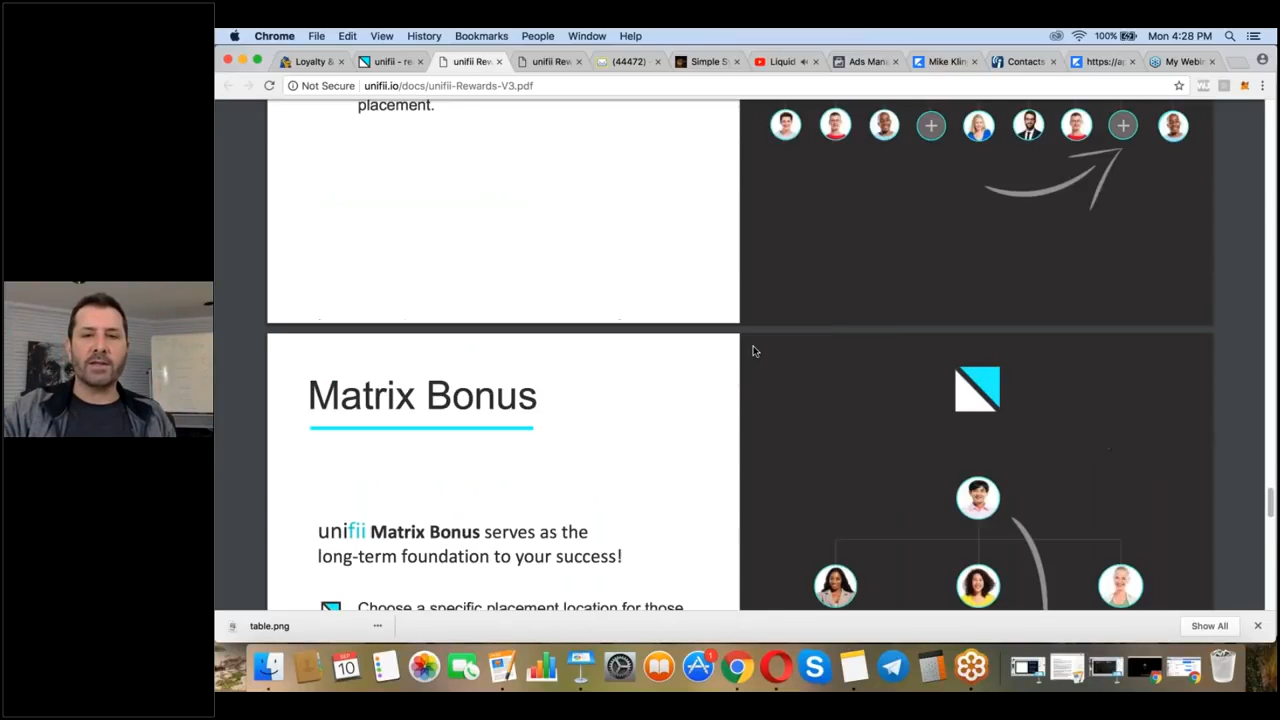 Chrome File Edit View History Bookmarks People Window Help 100% Mon 4:28 PM
Loyalty & unifii - re unifii Rew unifii Rew (44472) Simple S Liquid Ads Man Mike Klin Contacts https://ap My Webi
Not Secure unifii.io/docs/unifii-Rewards-V3.pdf
placement.
Matrix Bonus
unifii Matrix Bonus serves as the
long-term foundation to your success!
Choose a specific placement location for those
table.png Show All
SEP
10
1